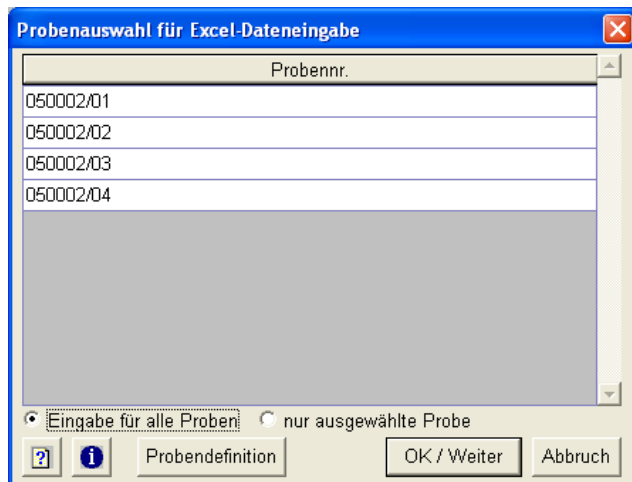 Probenauswahl für Excel-Dateneingabe
Probennr.
050002/01
050002/02
050002/03
050002/04
Eingabe für alle Proben nur ausgewählte Probe
Probendefinition OK / Weiter Abbruch